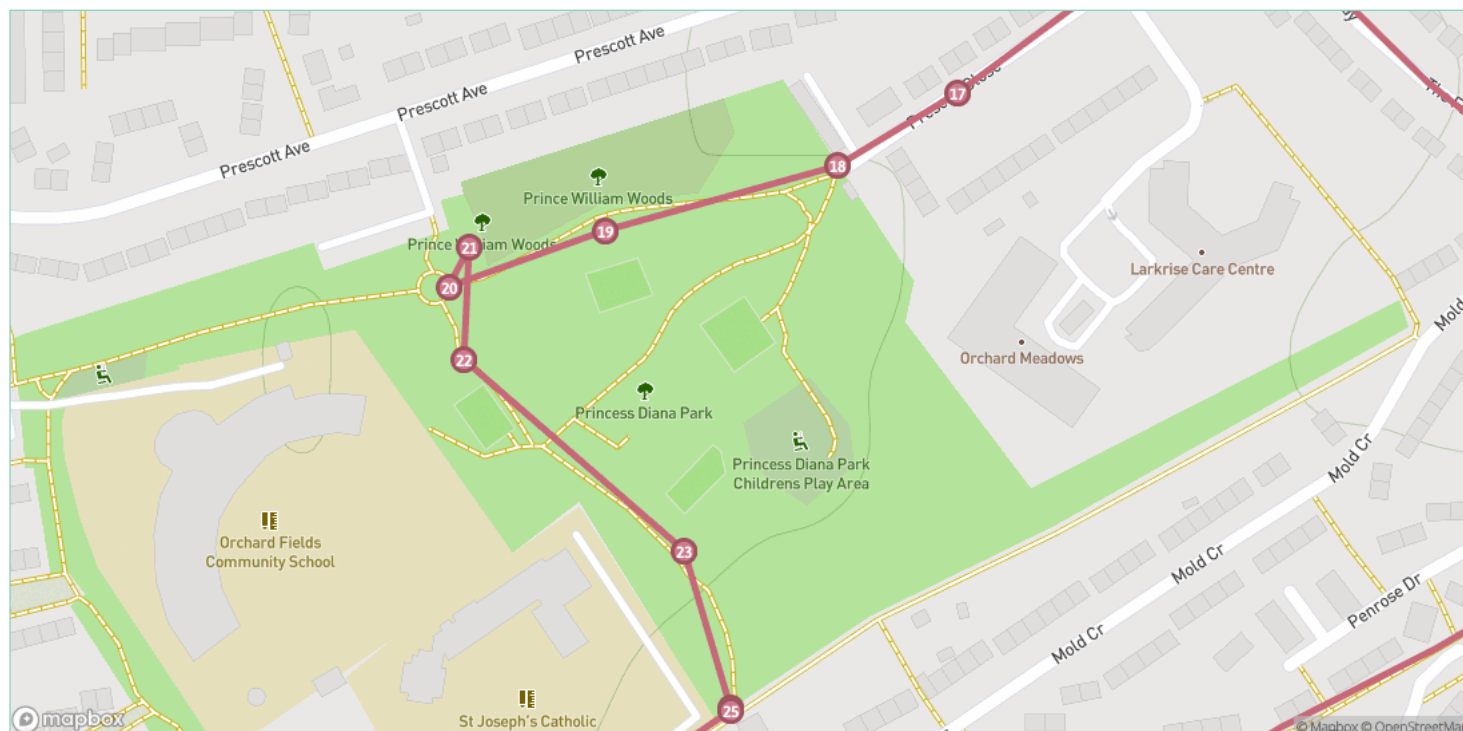 Prescott Ave
Prescott Ave
Prescott Ave
17
18
Prince William Woods
19
21
20
Larkrise Care Centre
Orchard Meadows
Mold
22
Princess Diana Park
Princess Diana Park
Childrens Play Area
Mold Cr
Orchard Fields
Community School
23
Mold Cr
Penrose Dr
Mold Cr
25
St Joseph's Catholic
mapbox
© Mapbox © OpenStreetMap